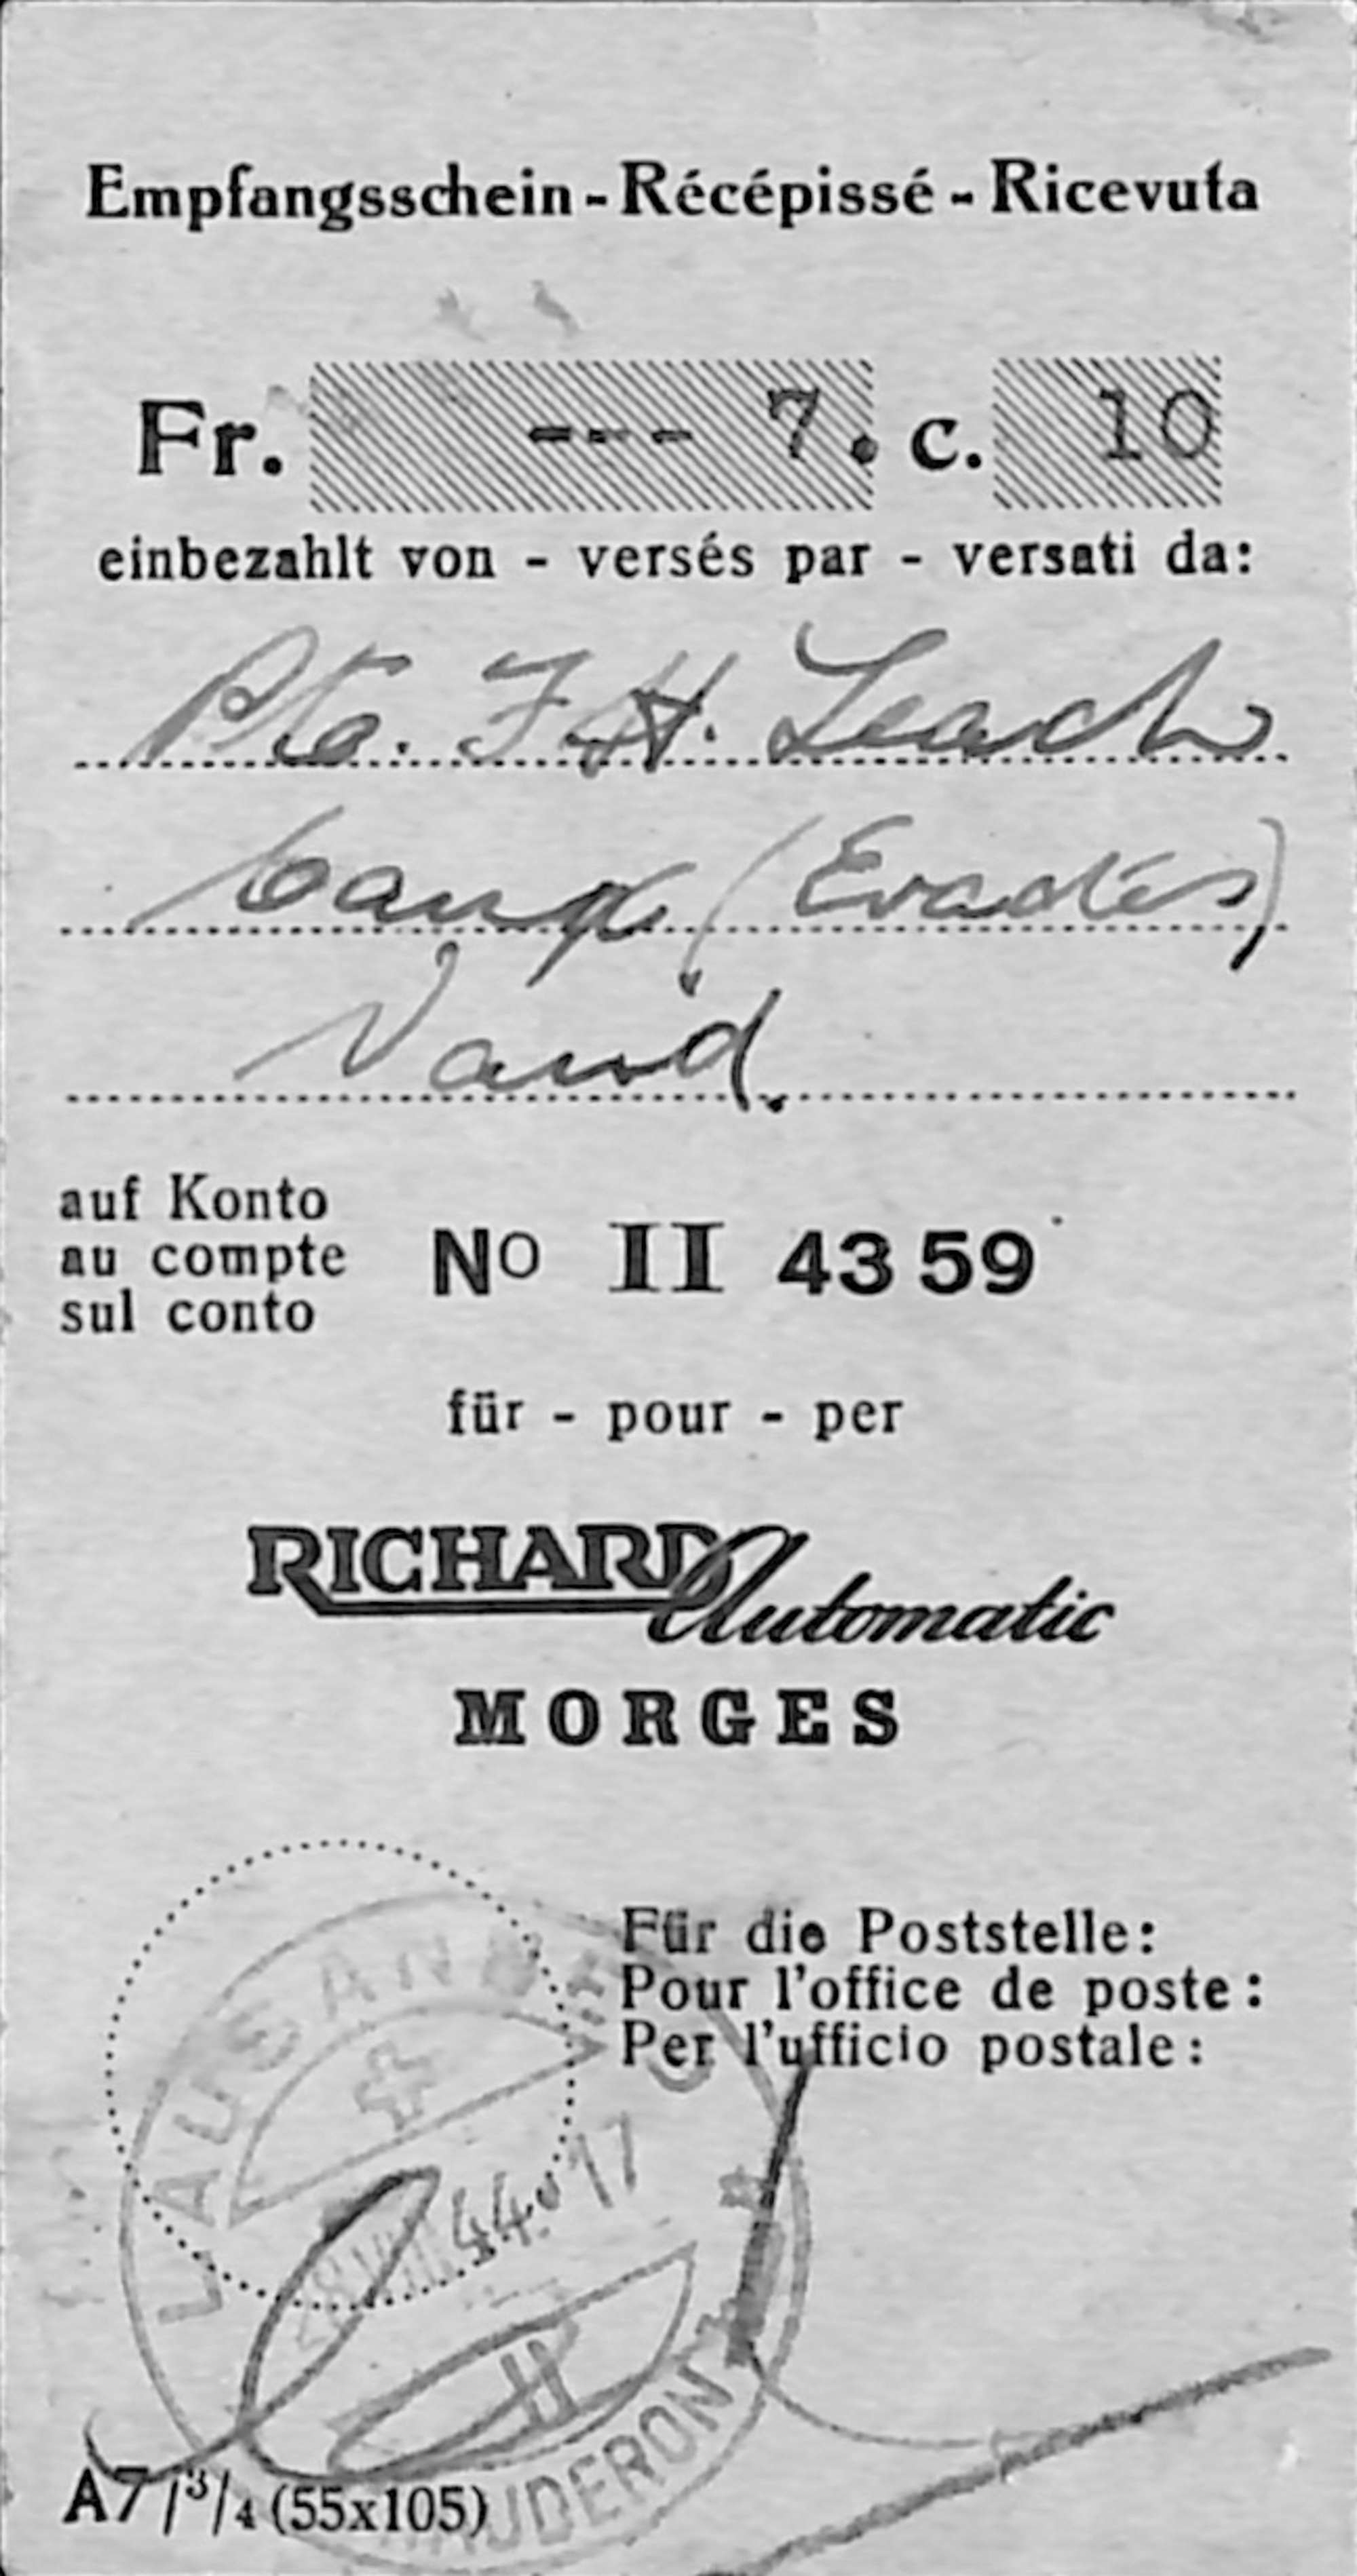 Empfangsschein - Récépissé - Ricevuta
Fr. --- 7. c. 10
einbezahlt von - versés par - versati da:
Pte. F.H. Leach
Caux (Evadés)
Vaud.
auf Konto
au compte
sul conto
No II 4359
für - pour - per
RICHARD Automatic
MORGES
Für die Poststelle:
Pour l'office de poste:
Per l'ufficio postale:
LAUSANNE
44. 17
A7 / 3/4 (55x105)